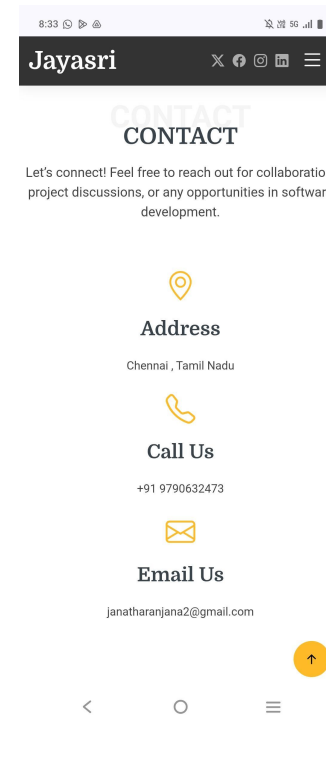 8:33
5G
Jayasri
CONTACT
CONTACT
Let's connect! Feel free to reach out for collaboratio
project discussions, or any opportunities in softwar
development.
Address
Chennai , Tamil Nadu
Call Us
+91 9790632473
Email Us
janatharanjana2@gmail.com